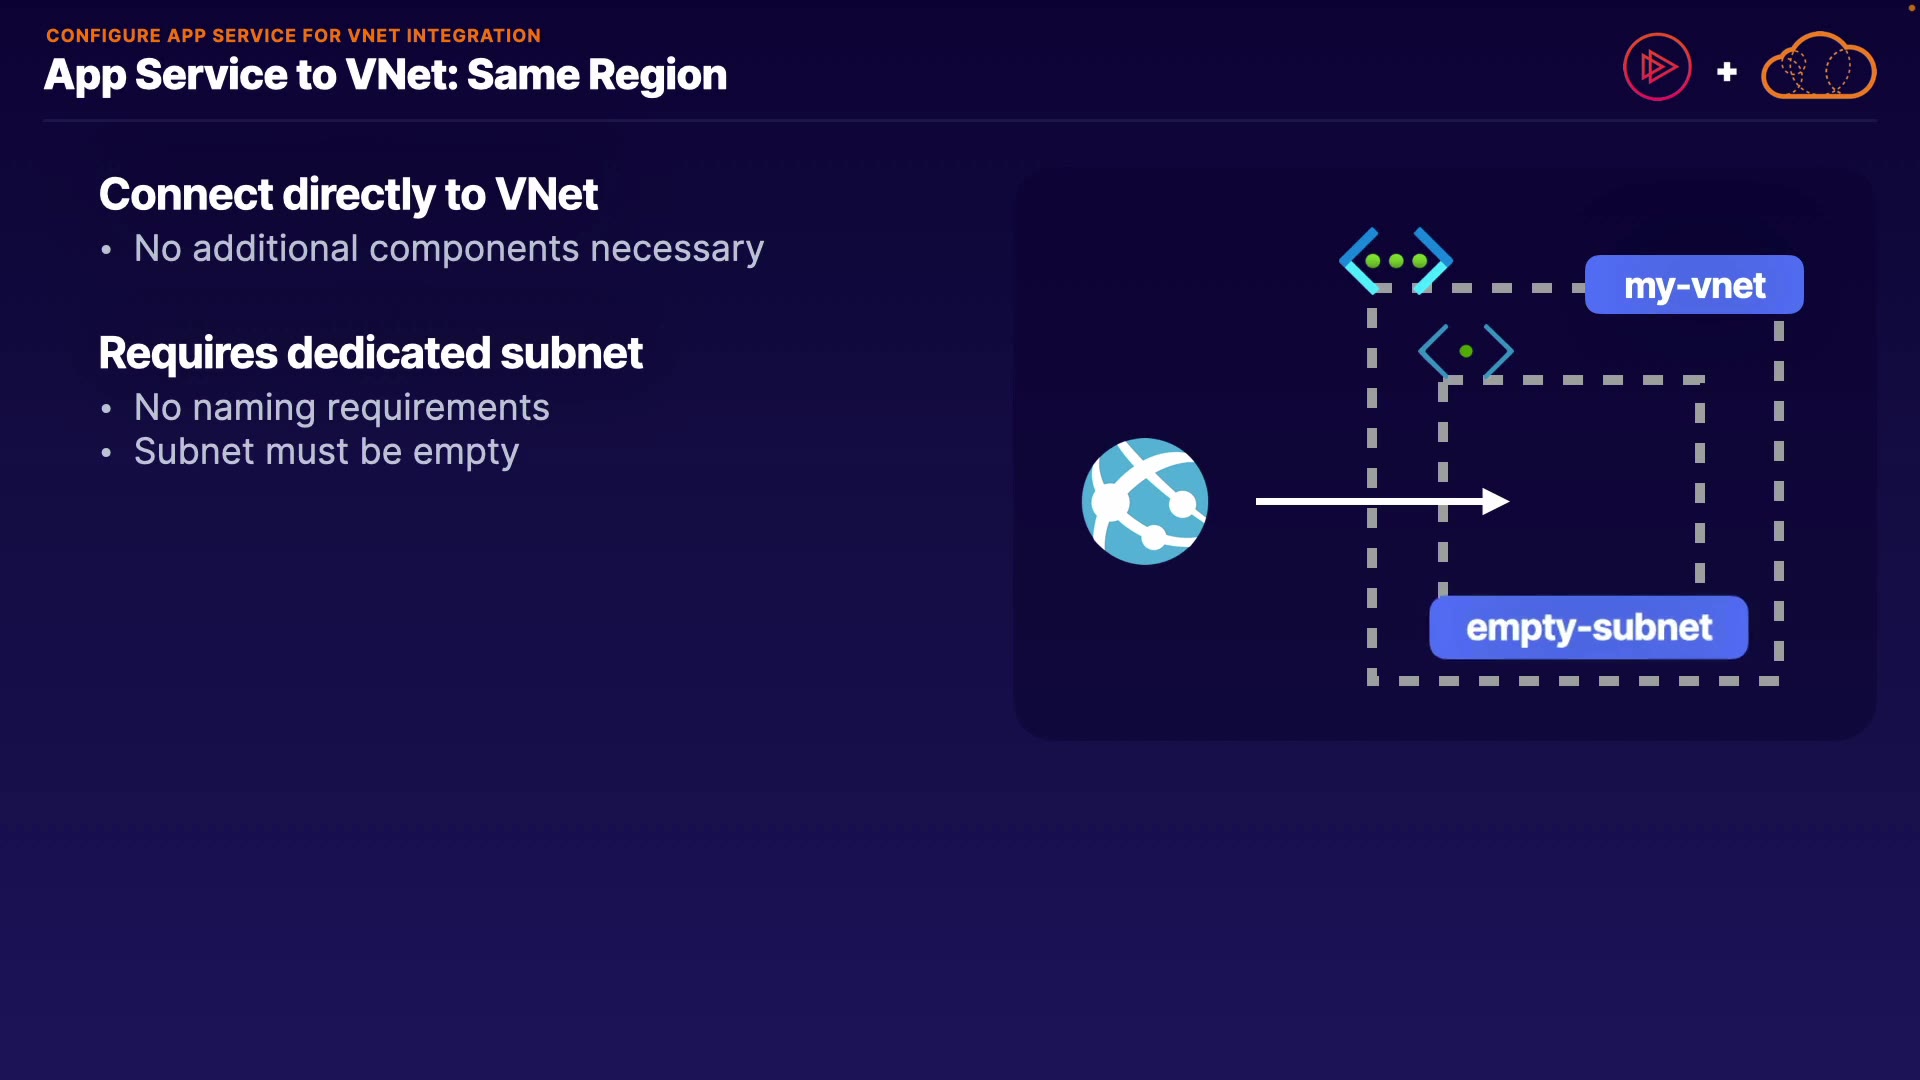 CONFIGURE APP SERVICE FOR VNET INTEGRATION
App Service to VNet: Same Region
Connect directly to VNet
• No additional components necessary
Requires dedicated subnet
• No naming requirements
• Subnet must be empty
my-vnet
empty-subnet